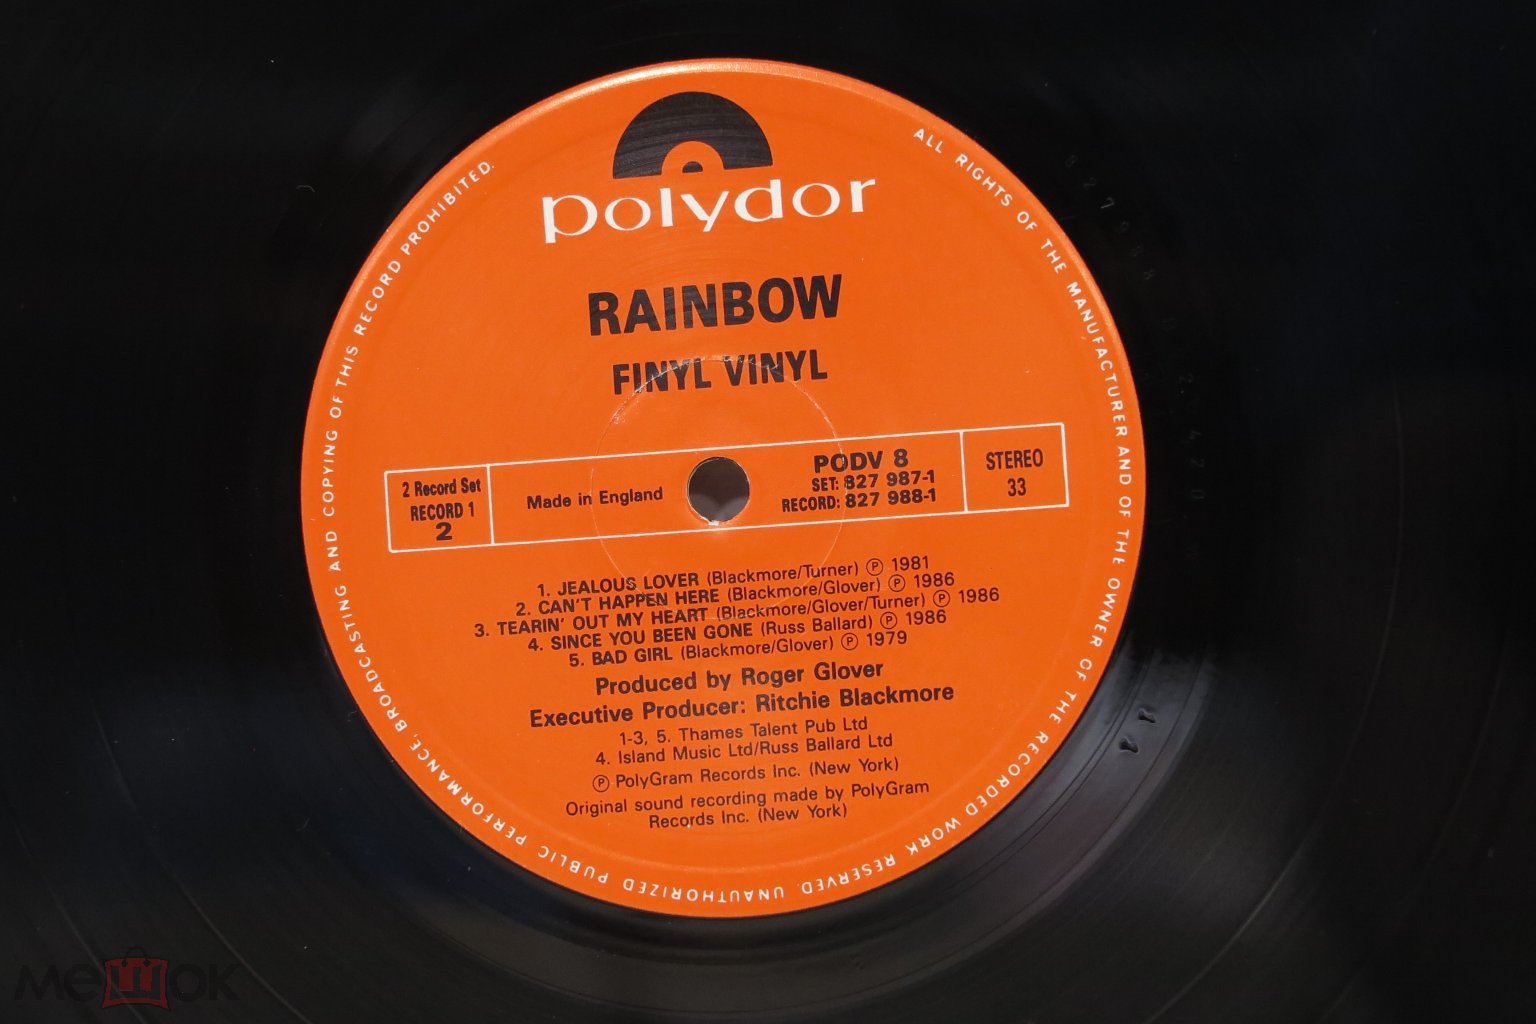 polydor
RAINBOW
FINYL VINYL
2 Record Set
RECORD 1
2
Made in England
PODV 8
SET: 827 987-1
RECORD: 827 988-1
STEREO
33
1. JEALOUS LOVER (Blackmore/Turner) Ⓟ 1981
2. CAN'T HAPPEN HERE (Blackmore/Glover) Ⓟ 1986
3. TEARIN' OUT MY HEART (Blackmore/Glover/Turner) Ⓟ 1986
4. SINCE YOU BEEN GONE (Russ Ballard) Ⓟ 1986
5. BAD GIRL (Blackmore/Glover) Ⓟ 1979
Produced by Roger Glover
Executive Producer: Ritchie Blackmore
1-3, 5. Thames Talent Pub Ltd
4. Island Music Ltd/Russ Ballard Ltd
Ⓟ PolyGram Records Inc. (New York)
Original sound recording made by PolyGram
Records Inc. (New York)
ALL RIGHTS OF THE MANUFACTURER AND OF THE OWNER OF THE RECORDED WORK RESERVED. UNAUTHORIZED PUBLIC PERFORMANCE, BROADCASTING AND COPYING OF THIS RECORD PROHIBITED.
мешок